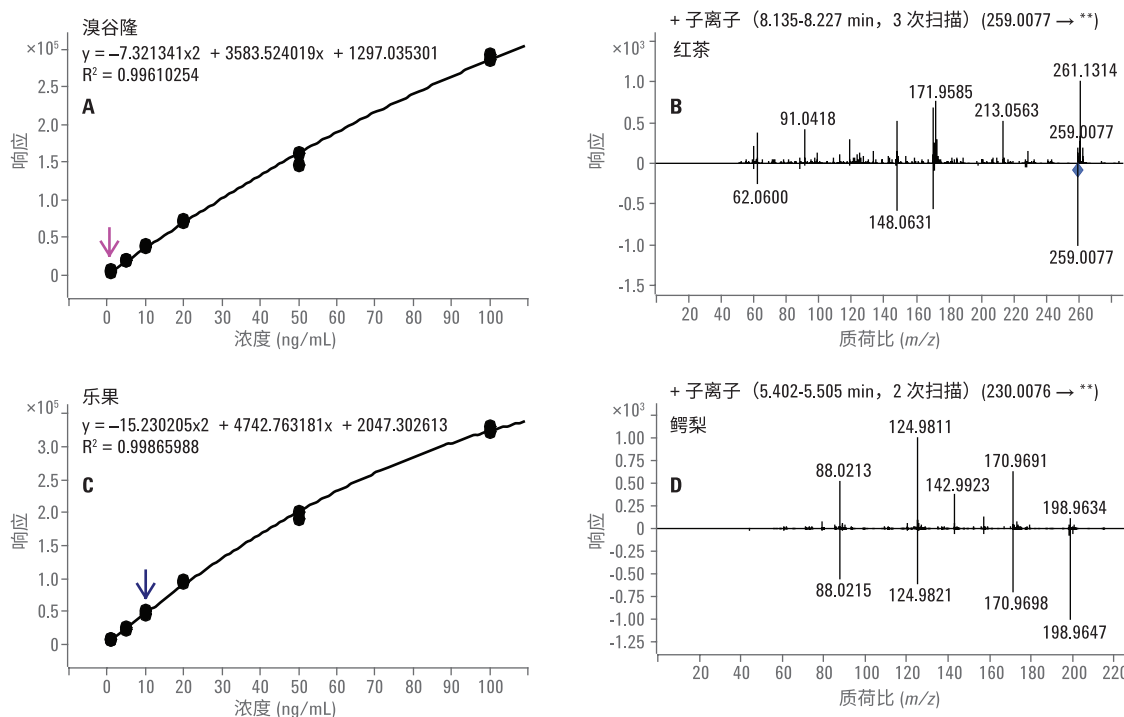 溴谷隆
y = –7.321341x2 + 3583.524019x + 1297.035301
R² = 0.99610254
×10⁵
A
响应
2.5
2.0
1.5
1.0
0.5
0
0 10 20 30 40 50 60 70 80 90 100
浓度 (ng/mL)
+ 子离子（8.135-8.227 min，3 次扫描）(259.0077 → **)
×10³
红茶
B
响应
1.0
0.5
0
-0.5
-1.0
-1.5
261.1314
171.9585
213.0563
91.0418
259.0077
62.0600
148.0631
259.0077
20 40 60 80 100 120 140 160 180 200 220 240 260
质荷比 (m/z)
乐果
y = –15.230205x2 + 4742.763181x + 2047.302613
R² = 0.99865988
×10⁵
C
响应
3.0
2.5
2.0
1.5
1.0
0.5
0
0 10 20 30 40 50 60 70 80 90 100
浓度 (ng/mL)
+ 子离子（5.402-5.505 min，2 次扫描）(230.0076 → **)
×10³
鳄梨
D
响应
1.00
0.75
0.50
0.25
0
-0.25
-0.50
-0.75
-1.00
-1.25
124.9811
88.0213
170.9691
142.9923
198.9634
88.0215
124.9821
170.9698
198.9647
20 40 60 80 100 120 140 160 180 200 220
质荷比 (m/z)